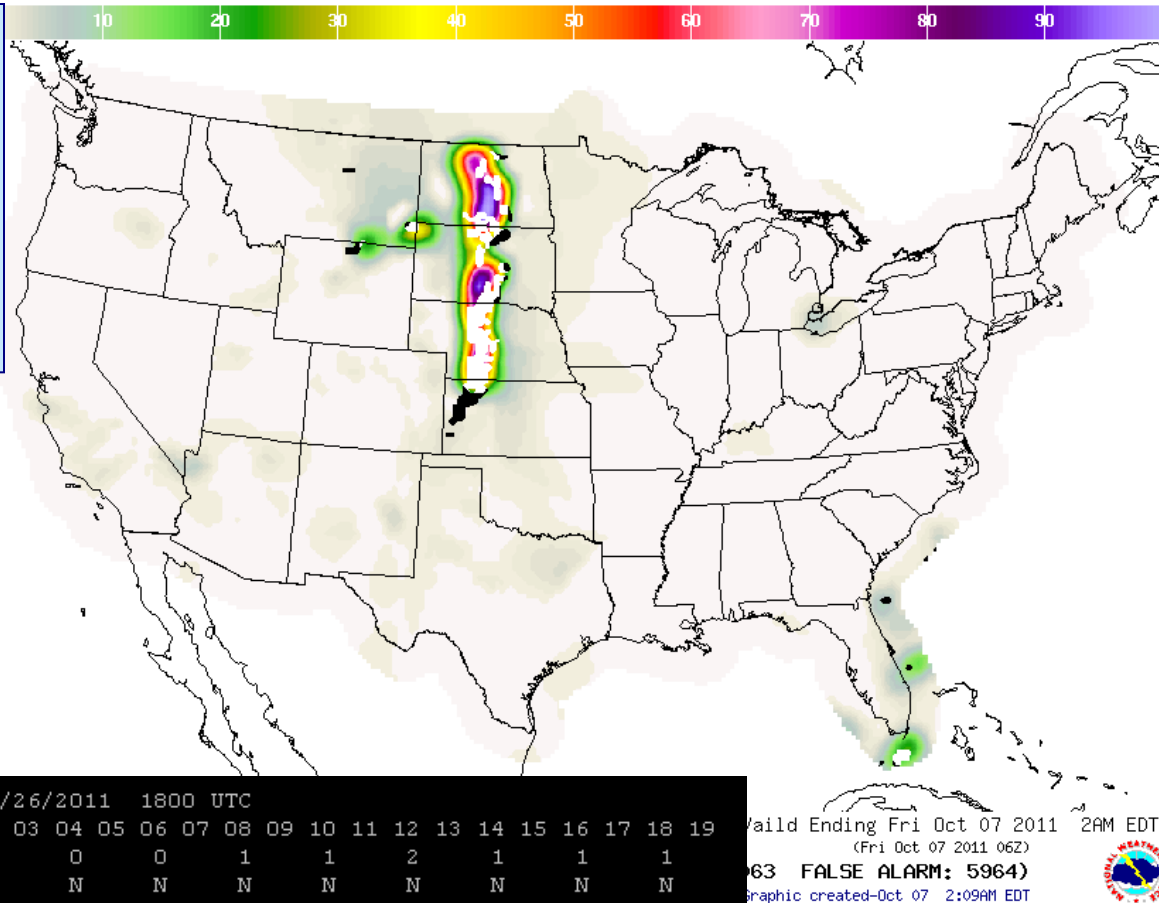 10 20 30 40 50 60 70 80 90
/26/2011 1800 UTC
03 04 05 06 07 08 09 10 11 12 13 14 15 16 17 18 19
0 0 1 1 2 1 1 1
N N N N N N N N
Vaild Ending Fri Oct 07 2011 2AM EDT
(Fri Oct 07 2011 06Z)
63 FALSE ALARM: 5964)
Graphic created-Oct 07 2:09AM EDT